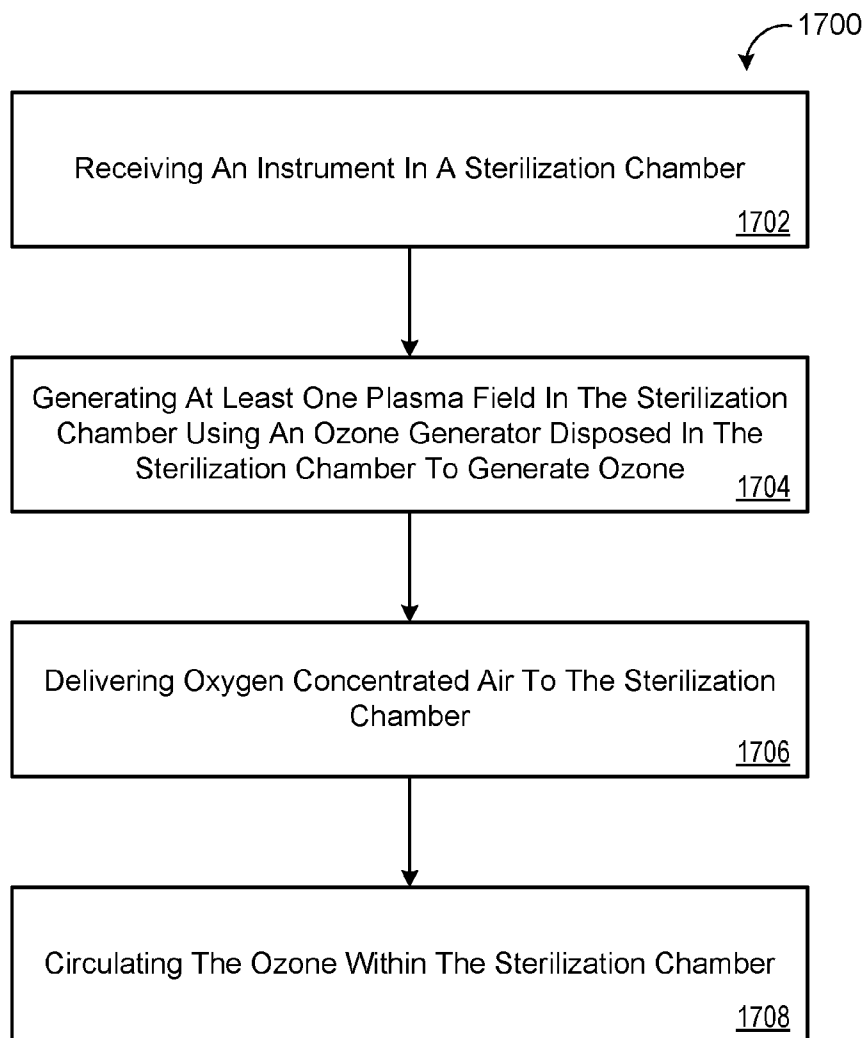 1700
Receiving An Instrument In A Sterilization Chamber
1702
Generating At Least One Plasma Field In The Sterilization
Chamber Using An Ozone Generator Disposed In The
Sterilization Chamber To Generate Ozone
1704
Delivering Oxygen Concentrated Air To The Sterilization
Chamber
1706
Circulating The Ozone Within The Sterilization Chamber
1708